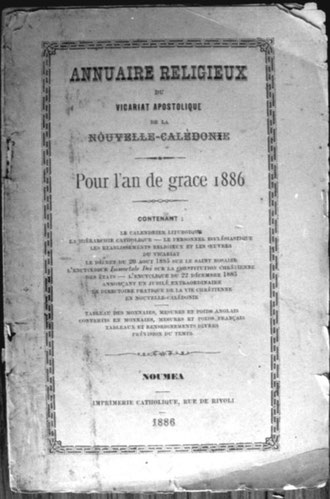 ANNUAIRE RELIGIEUX
DU
VICARIAT APOSTOLIQUE
DE LA
NOUVELLE-CALÉDONIE
Pour l'an de grace 1886
CONTENANT :
LE CALENDRIER LITURGIQUE
LA HIÉRARCHIE CATHOLIQUE — LE PERSONNEL ECCLÉSIASTIQUE
LES ÉTABLISSEMENTS RELIGIEUX ET LES ŒUVRES
DU VICARIAT
LE DÉCRET DU 20 AOUT 1885 SUR LE SAINT ROSAIRE
L'ENCYCLIQUE Immortale Dei SUR LA CONSTITUTION CHRÉTIENNE
DES ÉTATS — L'ENCYCLIQUE DU 22 DÉCEMBRE 1885
ANNONÇANT UN JUBILÉ EXTRAORDINAIRE
LE DIRECTOIRE PRATIQUE DE LA VIE CHRÉTIENNE
EN NOUVELLE-CALÉDONIE
TABLEAU DES MONNAIES, MESURES ET POIDS ANGLAIS
CONVERTIS EN MONNAIES, MESURES ET POIDS FRANÇAIS
TABLEAUX ET RENSEIGNEMENTS DIVERS
PRÉVISION DU TEMPS.
NOUMEA
IMPRIMERIE CATHOLIQUE, RUE DE RIVOLI
1886